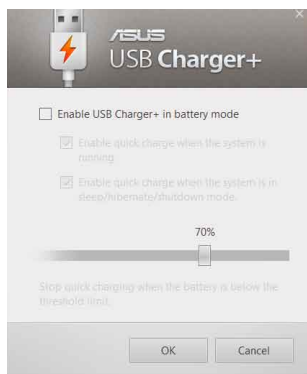 ASUS
USB Charger+
Enable USB Charger+ in battery mode
Enable quick charge when the system is
running
Enable quick charge when the system is in
sleep/hibernate/shutdown mode.
70%
Stop quick charging when the battery is below the
threshold limit.
OK
Cancel